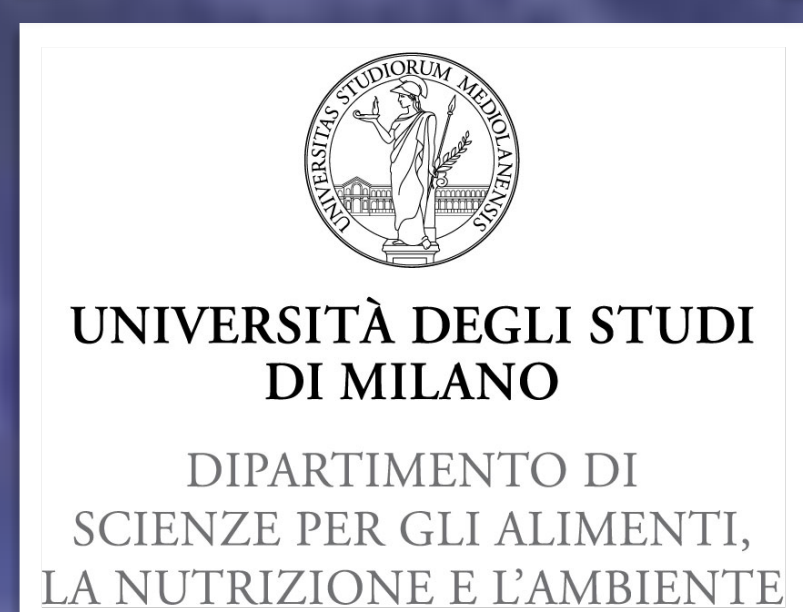 UNIVERSITAS STUDIORUM MEDIOLANENSIS
UNIVERSITÀ DEGLI STUDI
DI MILANO
DIPARTIMENTO DI
SCIENZE PER GLI ALIMENTI,
LA NUTRIZIONE E L'AMBIENTE